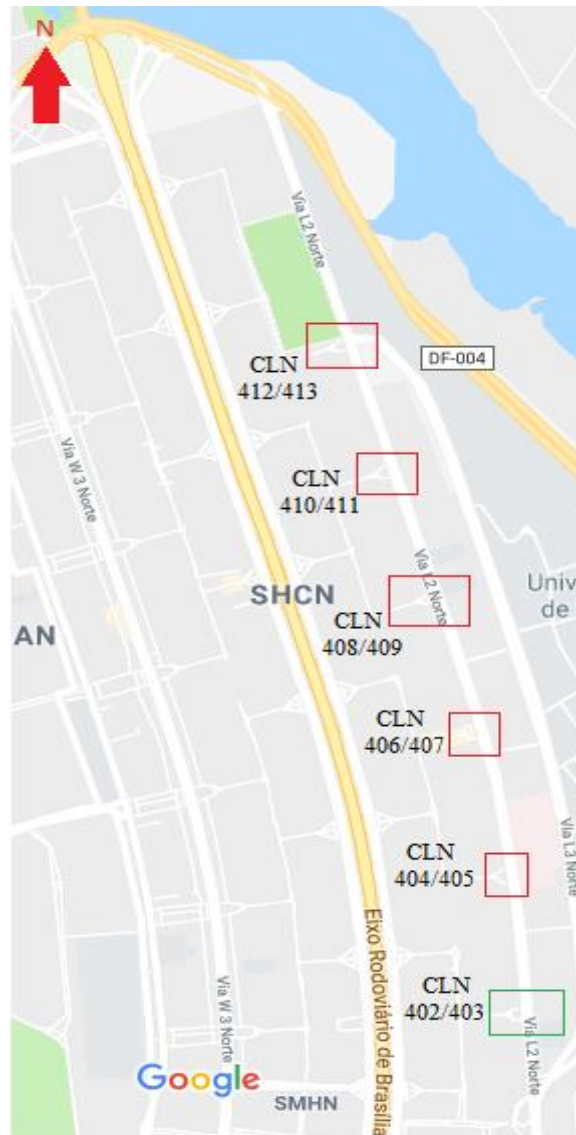 N
Via L2 Norte
CLN
412/413
DF-004
Via W 3 Norte
CLN
410/411
Via L2 Norte
SHCN
Univ
de
AN
CLN
408/409
CLN
406/407
CLN
404/405
Via L3 Norte
Eixo Rodoviário de Brasília
CLN
402/403
Via W 3 Norte
Via L2 Norte
Google
SMHN